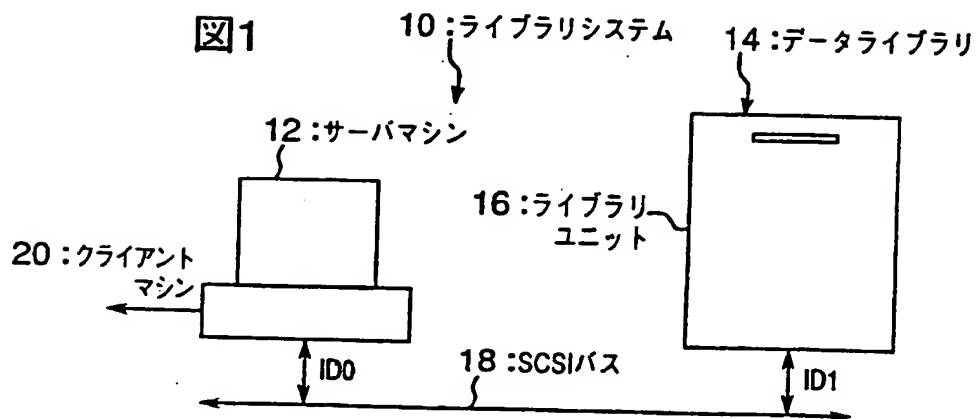 図1
10:ライブラリシステム
14:データライブラリ
12:サーバマシン
16:ライブラリ
ユニット
20:クライアント
マシン
ID0
18:SCSIバス
ID1